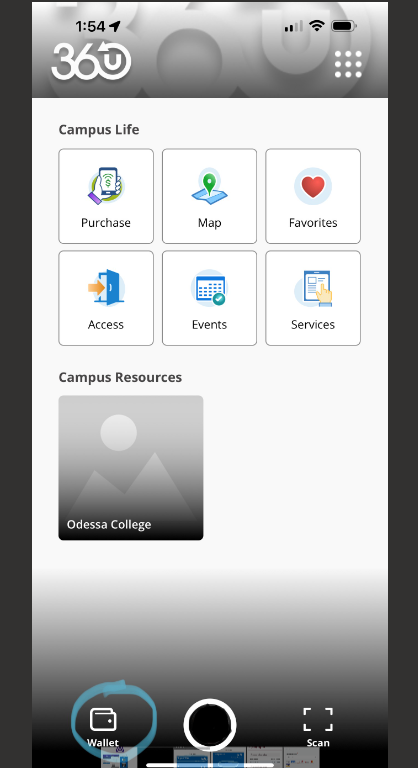 1:54
360U
Campus Life
Purchase
Map
Favorites
Access
Events
Services
Campus Resources
Odessa College
Wallet
Scan